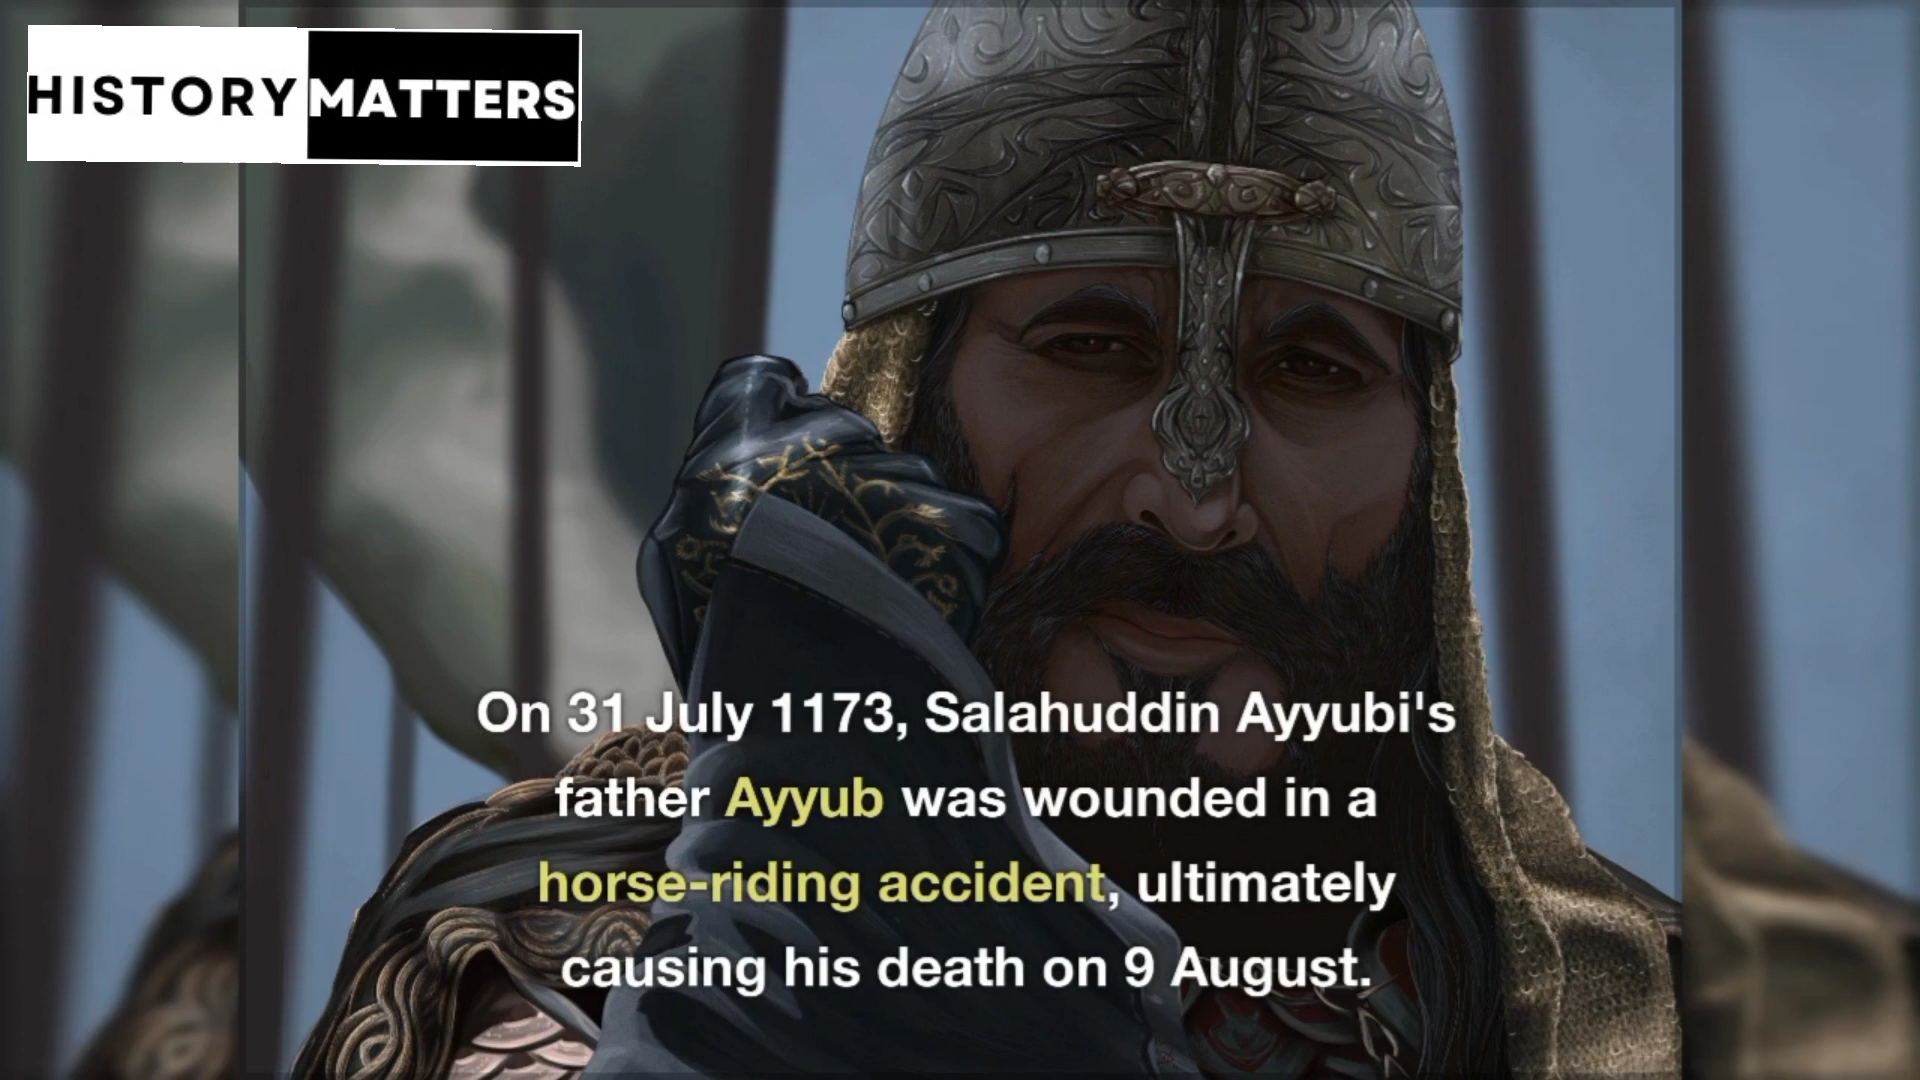 HISTORY MATTERS
On 31 July 1173, Salahuddin Ayyubi's
father Ayyub was wounded in a
horse-riding accident, ultimately
causing his death on 9 August.